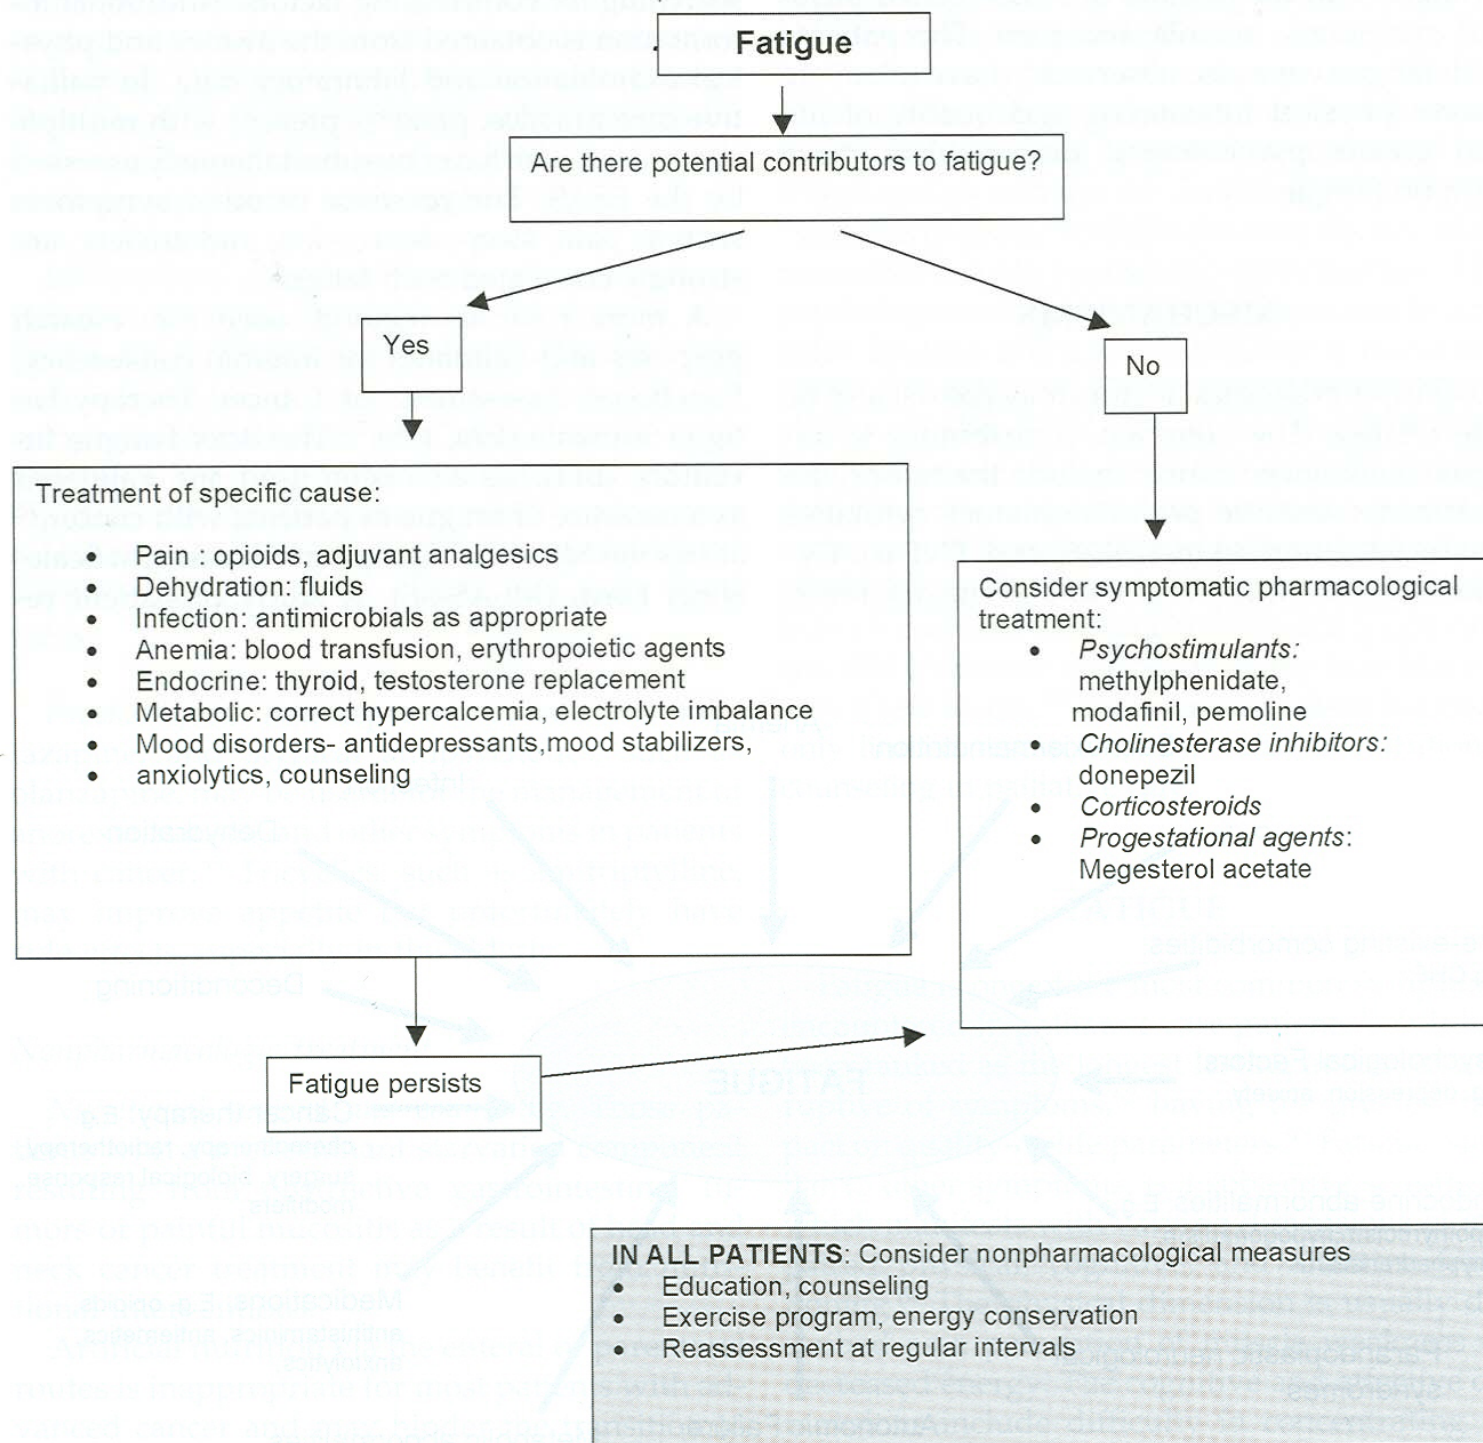 Fatigue
Are there potential contributors to fatigue?
Yes
No
Treatment of specific cause:
• Pain : opioids, adjuvant analgesics
• Dehydration: fluids
• Infection: antimicrobials as appropriate
• Anemia: blood transfusion, erythropoietic agents
• Endocrine: thyroid, testosterone replacement
• Metabolic: correct hypercalcemia, electrolyte imbalance
• Mood disorders- antidepressants,mood stabilizers,
• anxiolytics, counseling
Consider symptomatic pharmacological
treatment:
• Psychostimulants:
methylphenidate,
modafinil, pemoline
• Cholinesterase inhibitors:
donepezil
• Corticosteroids
• Progestational agents:
Megesterol acetate
Fatigue persists
IN ALL PATIENTS: Consider nonpharmacological measures
• Education, counseling
• Exercise program, energy conservation
• Reassessment at regular intervals